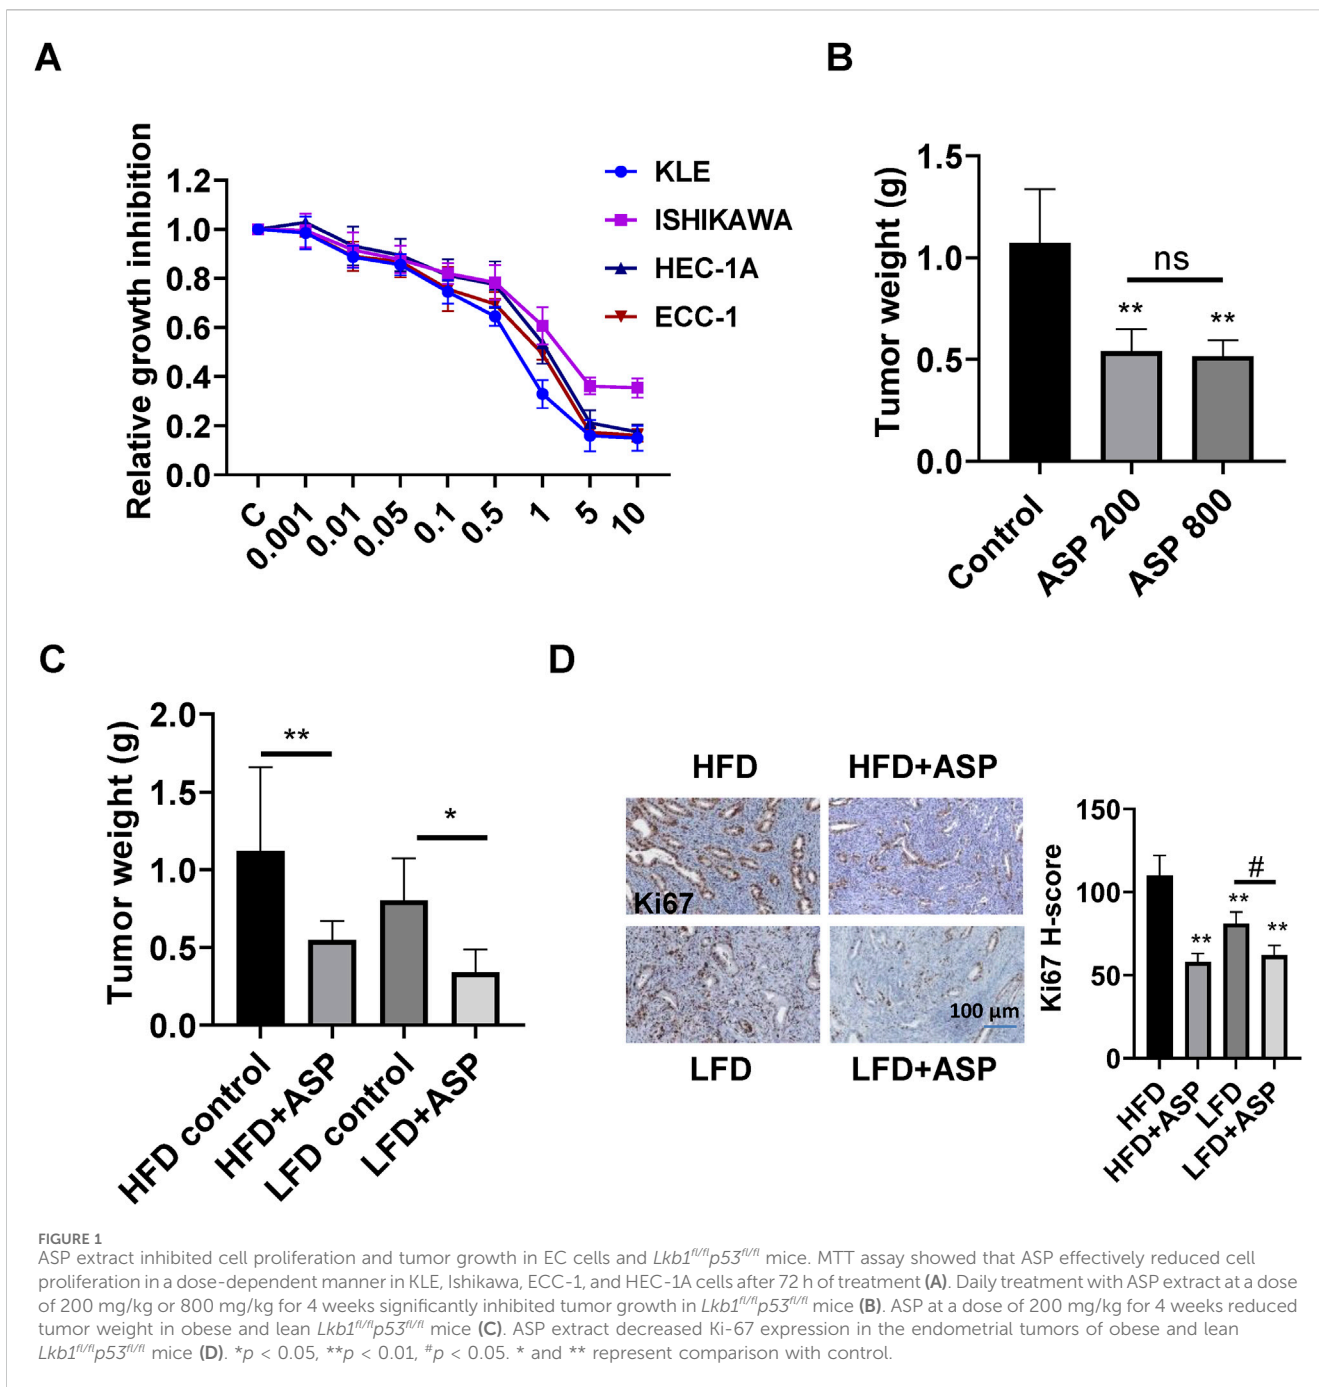 A
Relative growth inhibition
1.2
1.0
0.8
0.6
0.4
0.2
0.0
C
0.001
0.01
0.05
0.1
0.5
1
5
10
KLE
ISHIKAWA
HEC-1A
ECC-1
B
Tumor weight (g)
1.5
1.0
0.5
0.0
ns
**
**
Control
ASP 200
ASP 800
C
Tumor weight (g)
2.0
1.5
1.0
0.5
0.0
**
*
HFD control
HFD+ASP
LFD control
LFD+ASP
D
HFD
HFD+ASP
Ki67
100 µm
LFD
LFD+ASP
Ki67 H-score
150
100
50
0
#
**
**
**
HFD
HFD+ASP
LFD
LFD+ASP
FIGURE 1
ASP extract inhibited cell proliferation and tumor growth in EC cells and Lkb1fl/flp53fl/fl mice. MTT assay showed that ASP effectively reduced cell
proliferation in a dose-dependent manner in KLE, Ishikawa, ECC-1, and HEC-1A cells after 72 h of treatment (A). Daily treatment with ASP extract at a dose
of 200 mg/kg or 800 mg/kg for 4 weeks significantly inhibited tumor growth in Lkb1fl/flp53fl/fl mice (B). ASP at a dose of 200 mg/kg for 4 weeks reduced
tumor weight in obese and lean Lkb1fl/flp53fl/fl mice (C). ASP extract decreased Ki-67 expression in the endometrial tumors of obese and lean
Lkb1fl/flp53fl/fl mice (D). *p < 0.05, **p < 0.01, #p < 0.05. * and ** represent comparison with control.